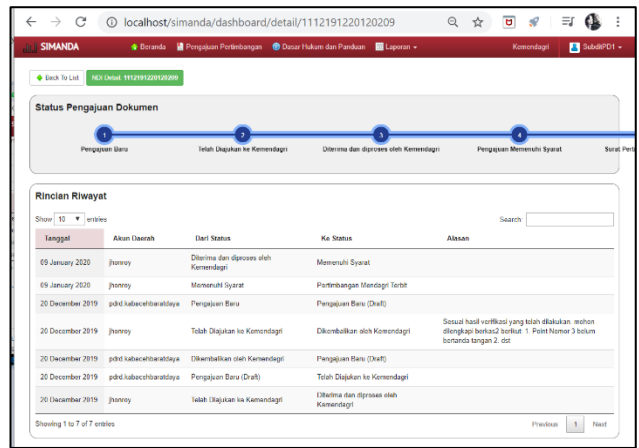 localhost/simanda/dashboard/detail/1112191220120209
SIMANDA Beranda Pengajuan Pertimbangan Dasar Hukum dan Panduan Laporan Kemendagri SubditPD1
Back To List NDI Detail: 1112191220120209
Status Pengajuan Dokumen
1 2 3 4
Pengajuan Baru Telah Diajukan ke Kemendagri Diterima dan diproses oleh Kemendagri Pengajuan Memenuhi Syarat Surat Pert
Rincian Riwayat
Show 10 entries Search:
Tanggal Akun Daerah Dari Status Ke Status Alasan
09 January 2020 jhonroy Diterima dan diproses oleh Kemendagri Memenuhi Syarat
09 January 2020 jhonroy Memenuhi Syarat Pertimbangan Mendagri Terbit
20 December 2019 pdrd.kabacehbaratdaya Pengajuan Baru Pengajuan Baru (Draft)
20 December 2019 jhonroy Telah Diajukan ke Kemendagri Dikembalikan oleh Kemendagri Sesuai hasil verifikasi yang telah dilakukan. mohon
dilengkapi berkas2 berikut 1. Point Nomor 3 belum
bertanda tangan 2. dst
20 December 2019 pdrd.kabacehbaratdaya Dikembalikan oleh Kemendagri Pengajuan Baru (Draft)
20 December 2019 pdrd.kabacehbaratdaya Pengajuan Baru (Draft) Telah Diajukan ke Kemendagri
20 December 2019 jhonroy Telah Diajukan ke Kemendagri Diterima dan diproses oleh
Kemendagri
Showing 1 to 7 of 7 entries Previous 1 Next